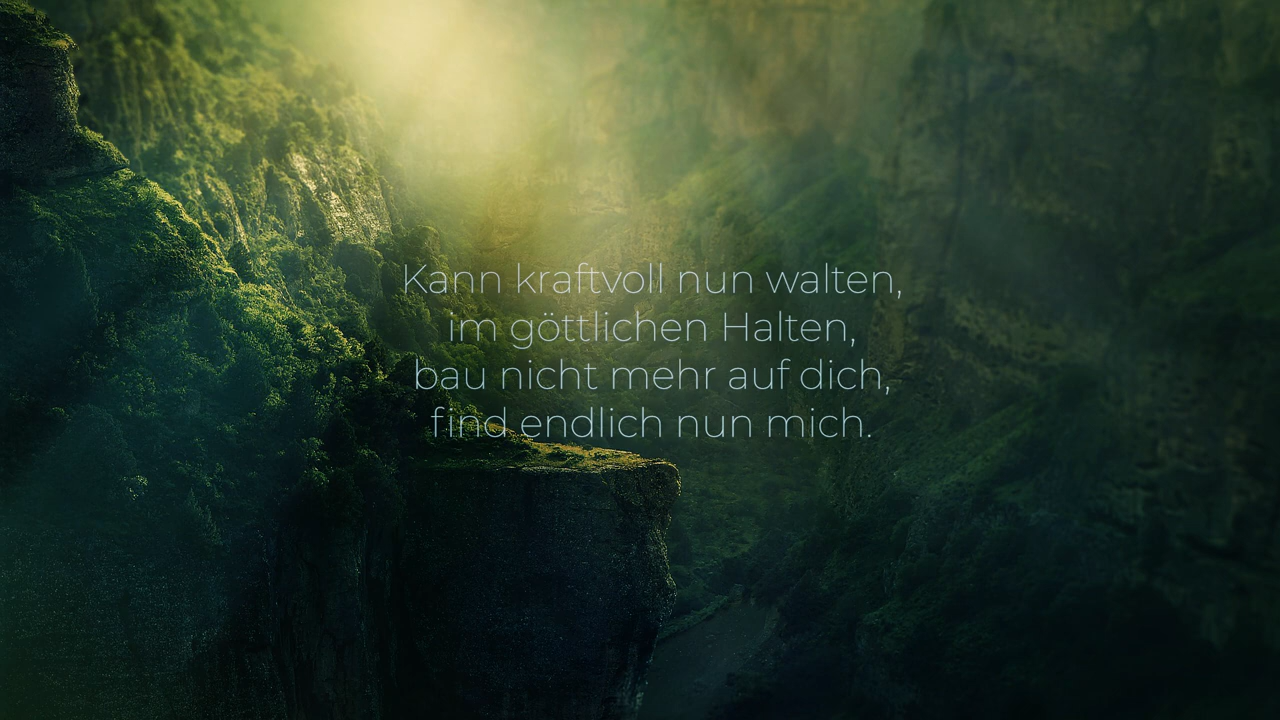 Kann kraftvoll nun walten,
im göttlichen Halten,
bau nicht mehr auf dich,
find endlich nun mich.